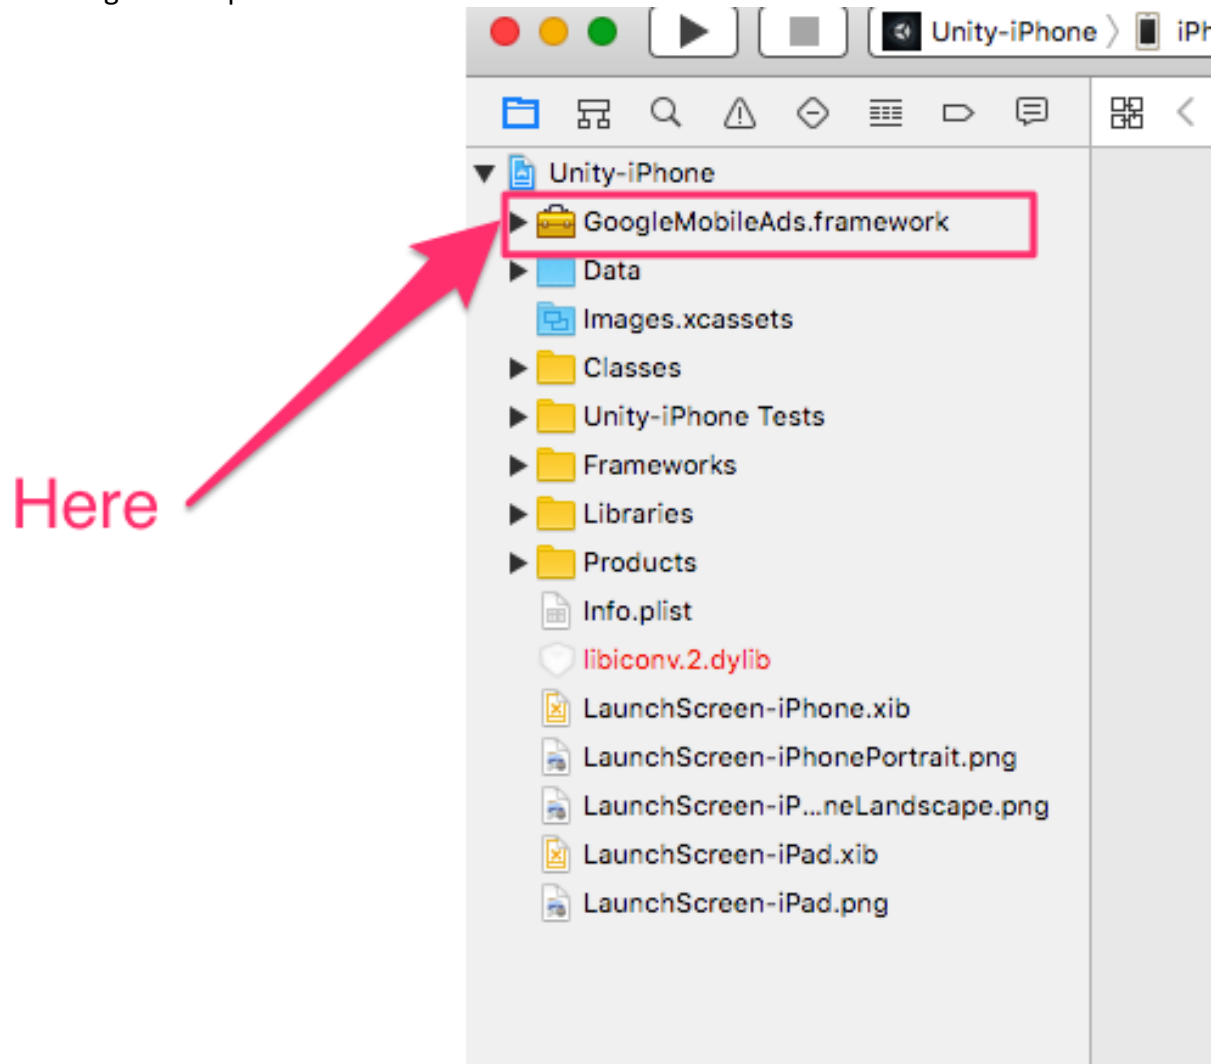 Unity-iPhone
Unity-iPhone
GoogleMobileAds.framework
Data
Images.xcassets
Classes
Unity-iPhone Tests
Frameworks
Here
Libraries
Products
Info.plist
libiconv.2.dylib
LaunchScreen-iPhone.xib
LaunchScreen-iPhonePortrait.png
LaunchScreen-iP...neLandscape.png
LaunchScreen-iPad.xib
LaunchScreen-iPad.png